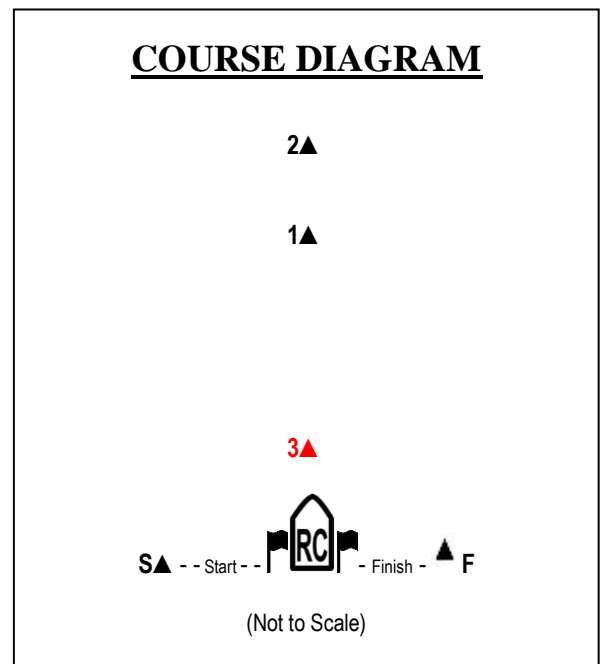 COURSE DIAGRAM
2▲
1▲
3▲
S▲ - - Start - - RC - Finish - ▲ F
(Not to Scale)